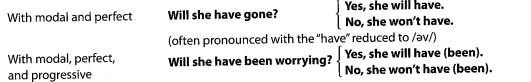 With modal and perfect Will she have gone? Yes, she will have.
No, she won't have.
(often pronounced with the "have" reduced to /əv/)
With modal, perfect, Will she have been worrying? Yes, she will have (been).
and progressive No, she won't have (been).